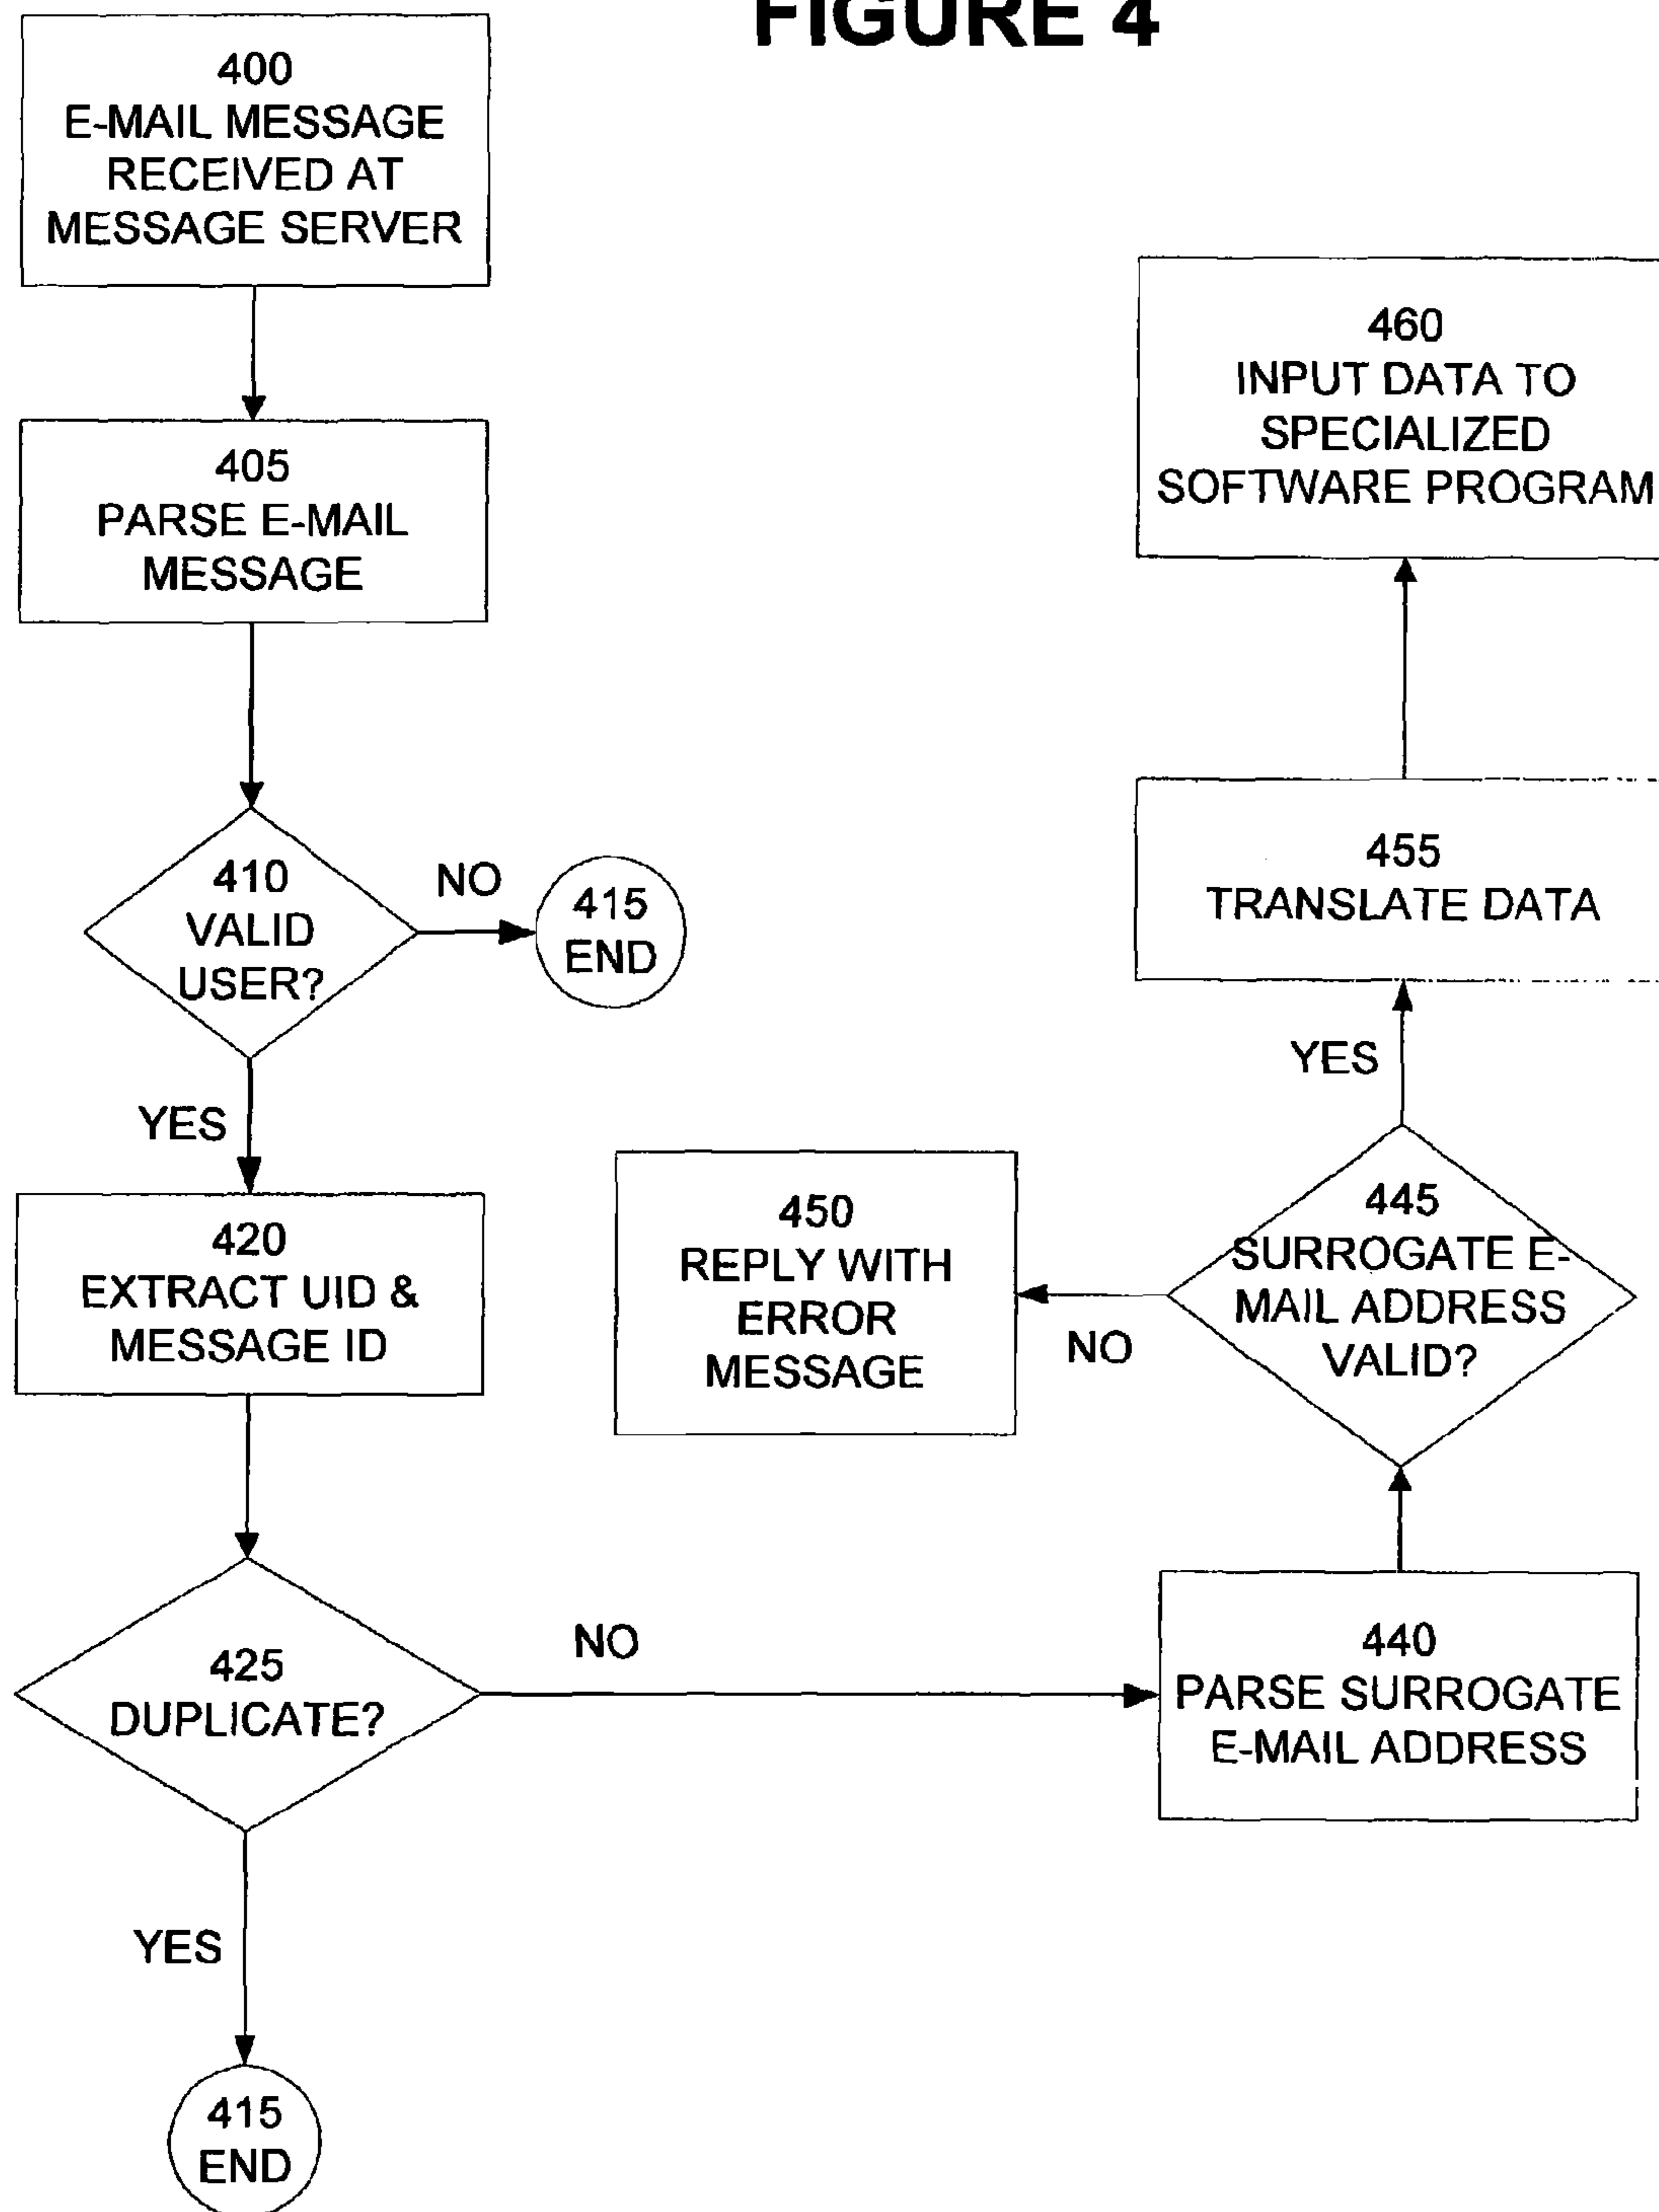 FIGURE 4
400
E-MAIL MESSAGE
RECEIVED AT
MESSAGE SERVER
405
PARSE E-MAIL
MESSAGE
410
VALID
USER?
NO
415
END
YES
420
EXTRACT UID &
MESSAGE ID
425
DUPLICATE?
NO
YES
415
END
440
PARSE SURROGATE
E-MAIL ADDRESS
445
SURROGATE E-
MAIL ADDRESS
VALID?
NO
450
REPLY WITH
ERROR
MESSAGE
YES
455
TRANSLATE DATA
460
INPUT DATA TO
SPECIALIZED
SOFTWARE PROGRAM